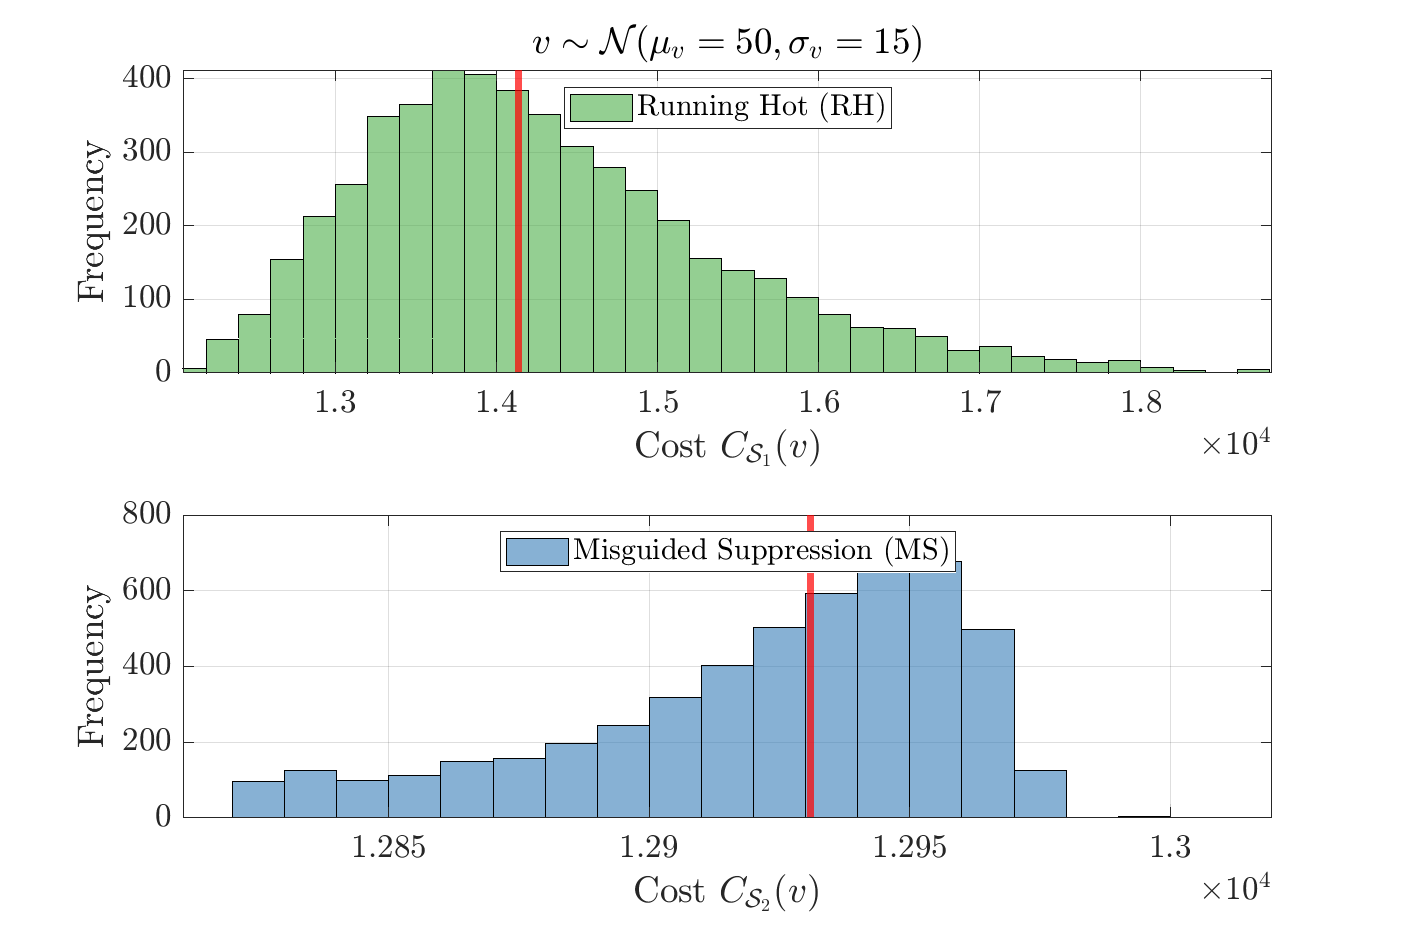 v ∼ 𝒩(μ_v = 50, σ_v = 15)
400
300
200
100
0
Frequency
Running Hot (RH)
1.3 1.4 1.5 1.6 1.7 1.8
×10⁴
Cost C_{𝒮₁}(v)
800
600
400
200
0
Frequency
Misguided Suppression (MS)
1.285 1.29 1.295 1.3
×10⁴
Cost C_{𝒮₂}(v)